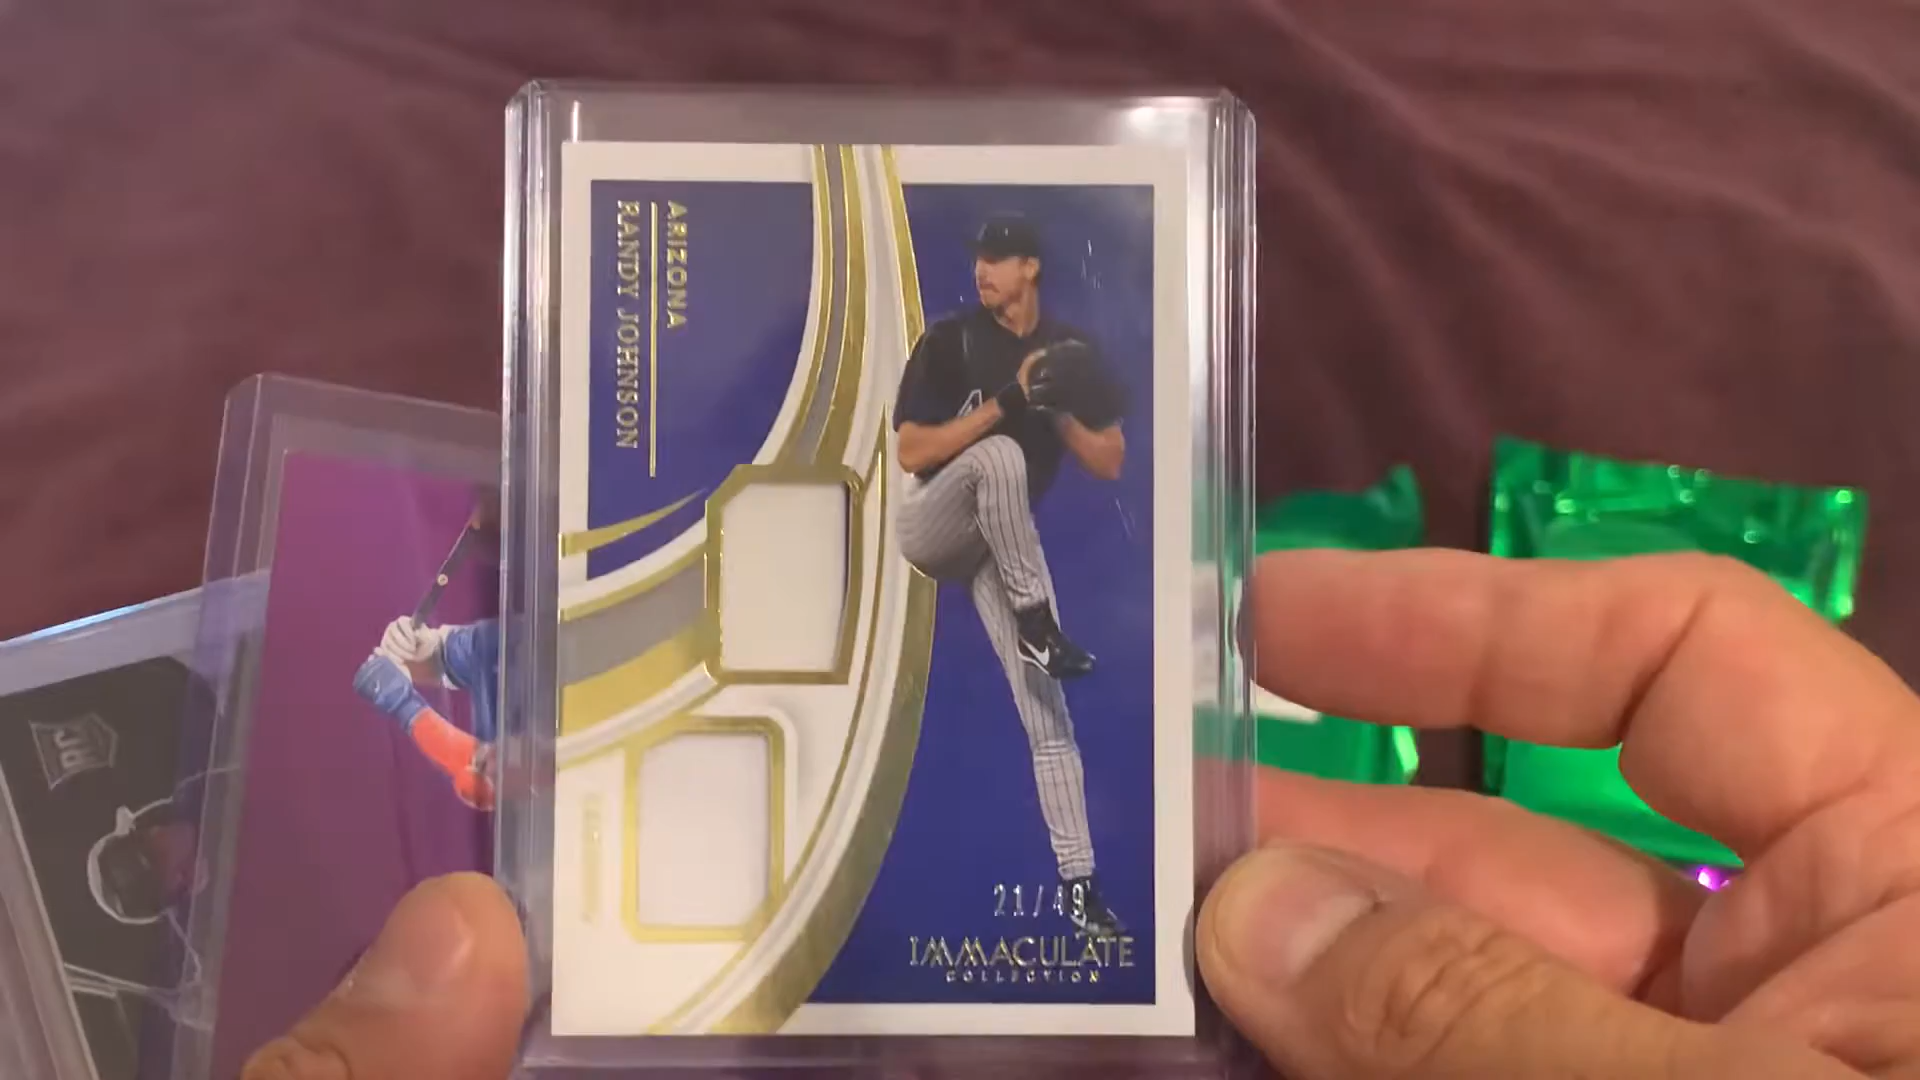 ARIZONA
RANDY JOHNSON
21/49
IMMACULATE
COLLECTION
RC